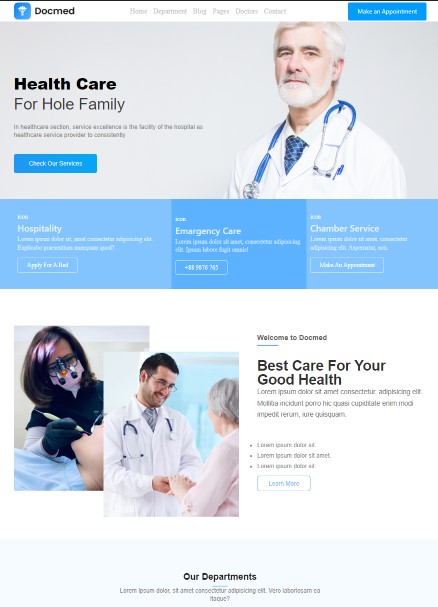 Docmed
Home Department Blog Pages Doctors Contact
Make an Appointment
Health Care
For Hole Family
In healthcare section, service excellence is the facility of the hospital as
healthcare service provider to consistently
Check Our Services
icon
Hospitality
Lorem ipsum dolor sit, amet consectetur adipisicing elit.
Explicabo praesentium numquam quod?
Apply For A Bed
icon
Emargency Care
Lorem ipsum dolor sit amet, consectetur adipisicing
elit. Ipsum labore fugit omnis!
+88 9876 765
icon
Chamber Service
Lorem ipsum dolor sit amet, consectetur
adipisicing elit. Aspernatur, non.
Make An Appointment
Welcome to Docmed
Best Care For Your
Good Health
Lorem ipsum dolor sit amet consectetur, adipisicing elit.
Mollitia incidunt porro hic quasi cupiditate enim modi
impedit rerum, iure quisquam.
Lorem ipsum dolor sit
Lorem ipsum dolor sit amet.
Lorem ipsum dolor sit
Learn More
Our Departments
Lorem ipsum dolor, sit amet consectetur adipisicing elit. Vero laboriosam ea
itaque?